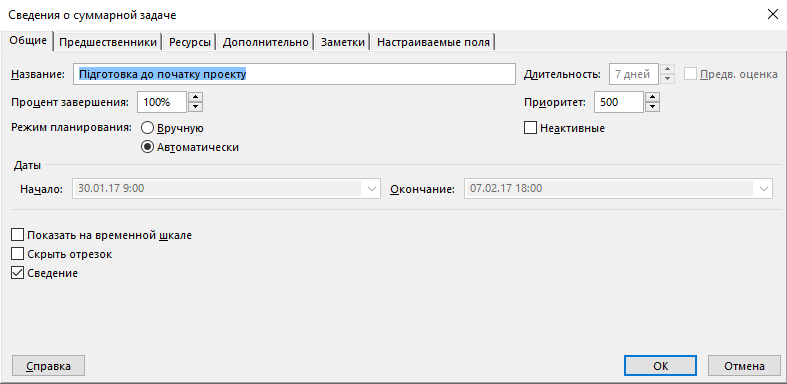 Сведения о суммарной задаче
Общие Предшественники Ресурсы Дополнительно Заметки Настраиваемые поля
Название: Підготовка до початку проекту Длительность: 7 дней Предв. оценка
Процент завершения: 100% Приоритет: 500
Режим планирования: Вручную Неактивные
Автоматически
Даты
Начало: 30.01.17 9:00 Окончание: 07.02.17 18:00
Показать на временной шкале
Скрыть отрезок
Сведение
Справка ОК Отмена